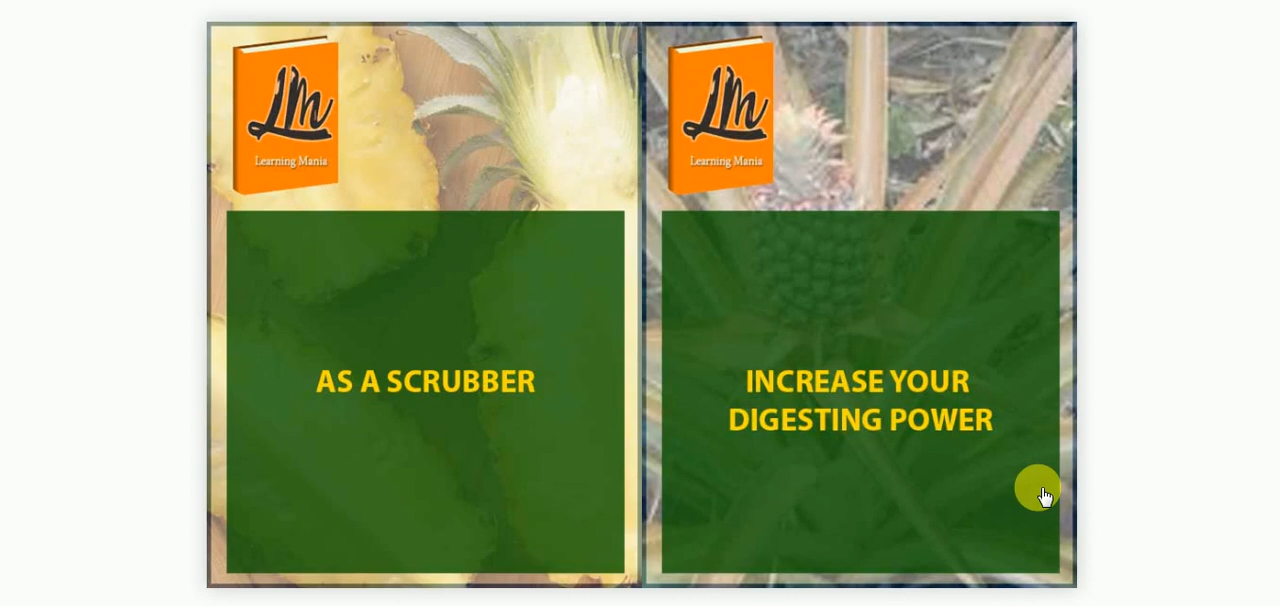 LM
Learning Mania
AS A SCRUBBER
LM
Learning Mania
INCREASE YOUR
DIGESTING POWER